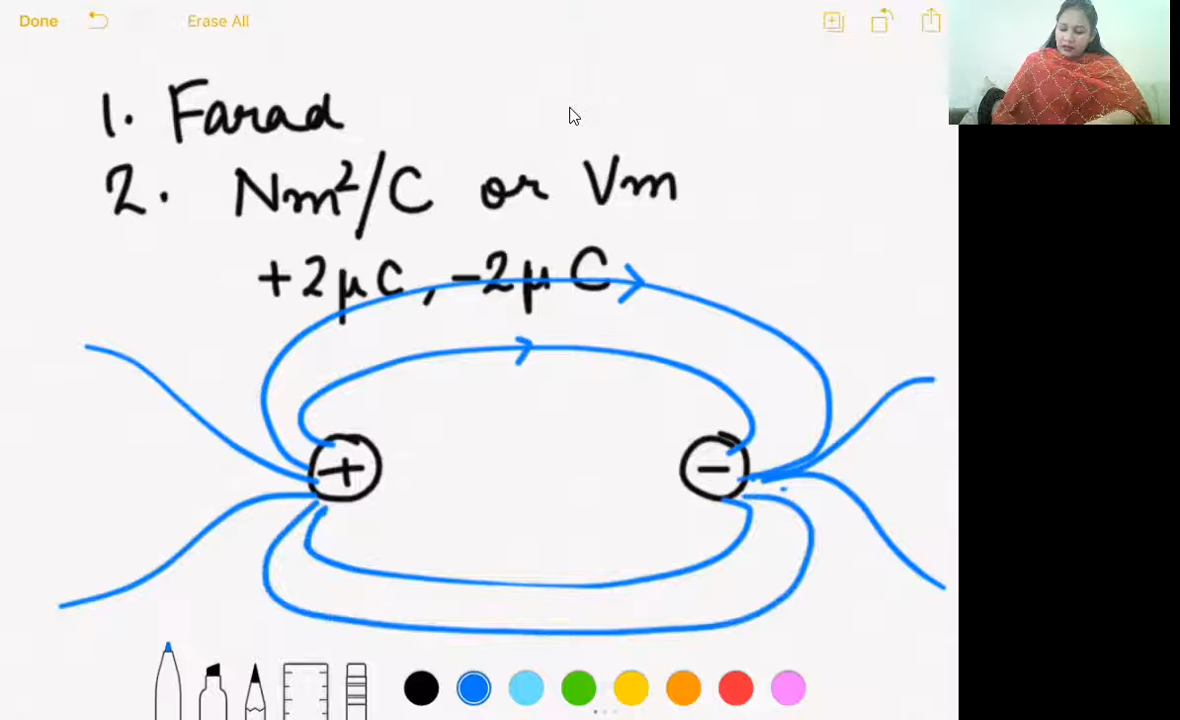 Done Erase All
1. Farad
2. Nm²/C or Vm
+2μC, -2μC
+ -